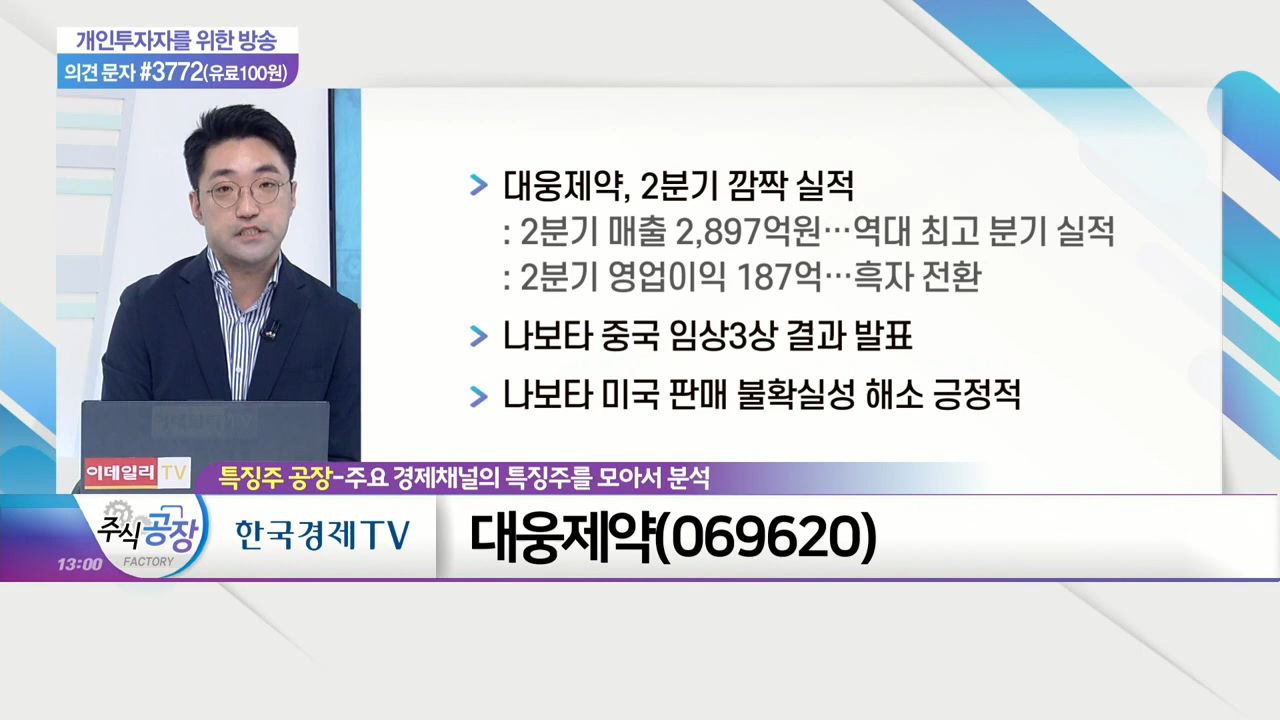 개인투자자를 위한 방송
의견 문자 #3772(유료100원)
> 대웅제약, 2분기 깜짝 실적
: 2분기 매출 2,897억원…역대 최고 분기 실적
: 2분기 영업이익 187억…흑자 전환
> 나보타 중국 임상3상 결과 발표
> 나보타 미국 판매 불확실성 해소 긍정적
이데일리TV
이데일리 TV
특징주 공장-주요 경제채널의 특징주를 모아서 분석
주식공장
FACTORY
13:00
한국경제TV
대웅제약(069620)